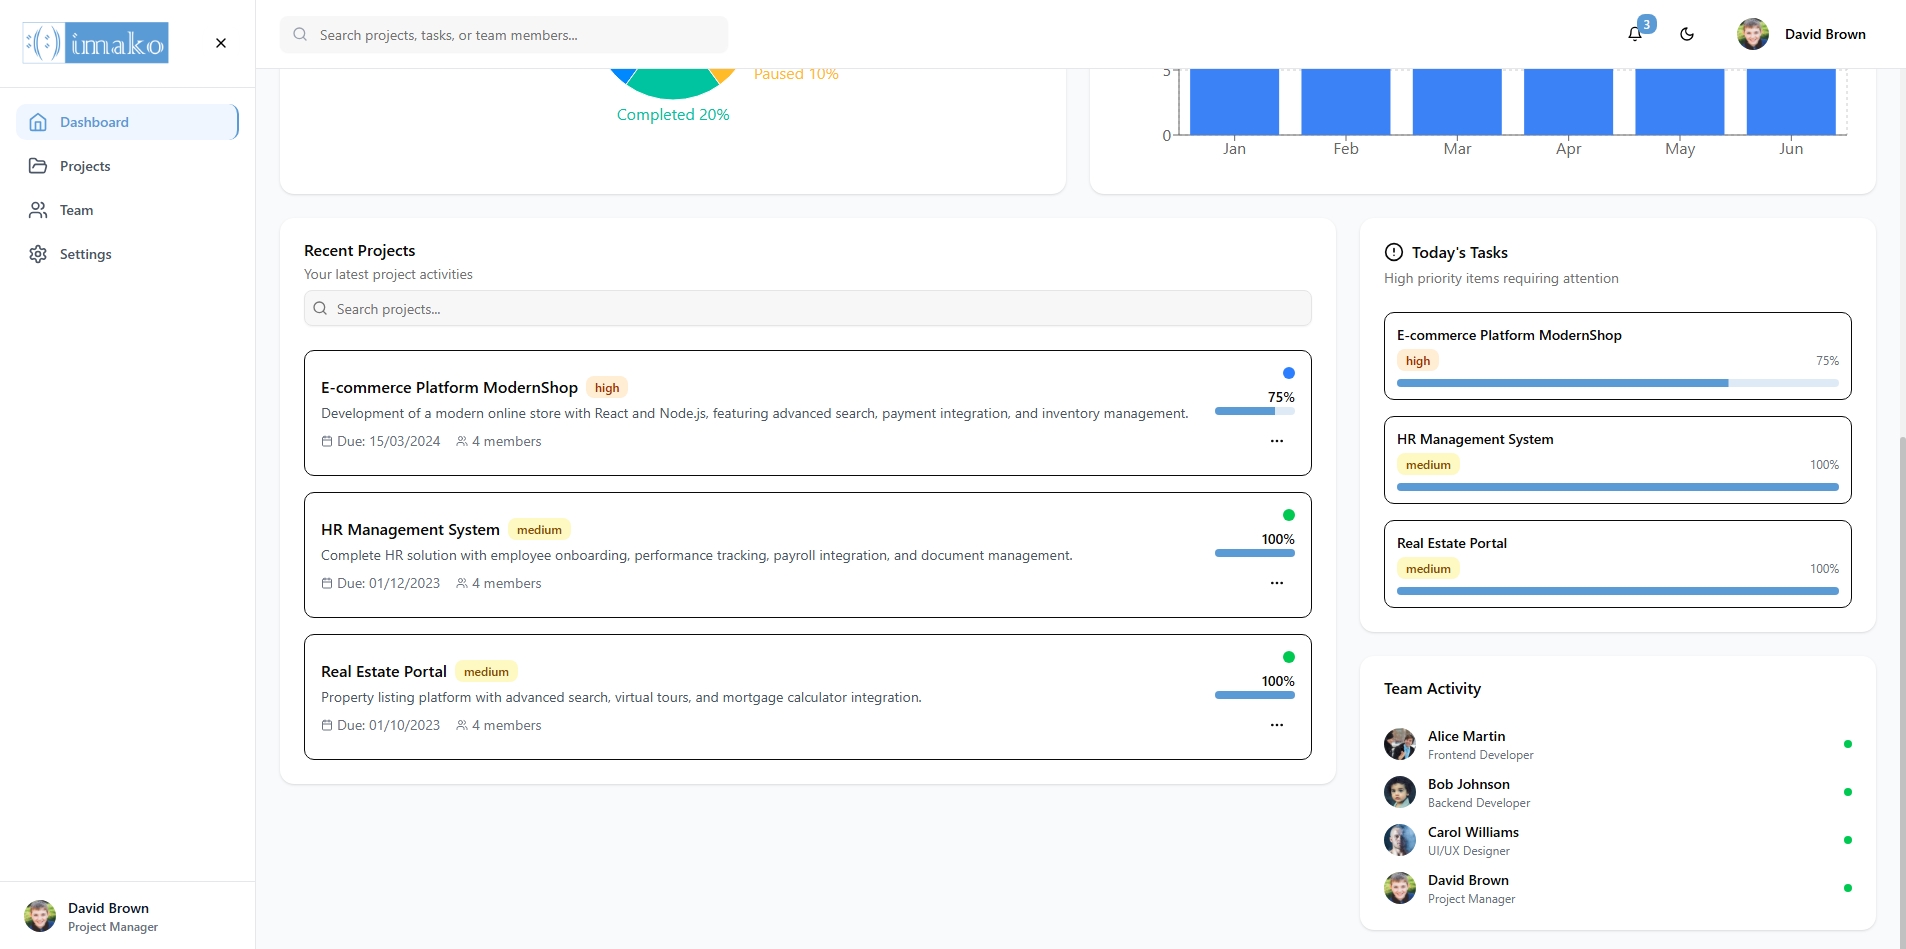 imako
Search projects, tasks, or team members...
3
David Brown
Dashboard
Projects
Team
Settings
David Brown
Project Manager
Paused 10%
Completed 20%
5
0
Jan Feb Mar Apr May Jun
Recent Projects
Your latest project activities
Search projects...
E-commerce Platform ModernShop high
75%
Development of a modern online store with React and Node.js, featuring advanced search, payment integration, and inventory management.
Due: 15/03/2024 4 members
HR Management System medium
100%
Complete HR solution with employee onboarding, performance tracking, payroll integration, and document management.
Due: 01/12/2023 4 members
Real Estate Portal medium
100%
Property listing platform with advanced search, virtual tours, and mortgage calculator integration.
Due: 01/10/2023 4 members
Today's Tasks
High priority items requiring attention
E-commerce Platform ModernShop
high 75%
HR Management System
medium 100%
Real Estate Portal
medium 100%
Team Activity
Alice Martin
Frontend Developer
Bob Johnson
Backend Developer
Carol Williams
UI/UX Designer
David Brown
Project Manager